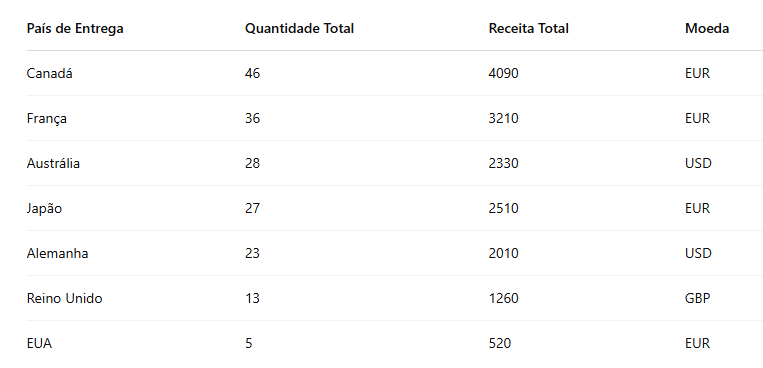 País de Entrega Quantidade Total Receita Total Moeda
Canadá 46 4090 EUR
França 36 3210 EUR
Austrália 28 2330 USD
Japão 27 2510 EUR
Alemanha 23 2010 USD
Reino Unido 13 1260 GBP
EUA 5 520 EUR